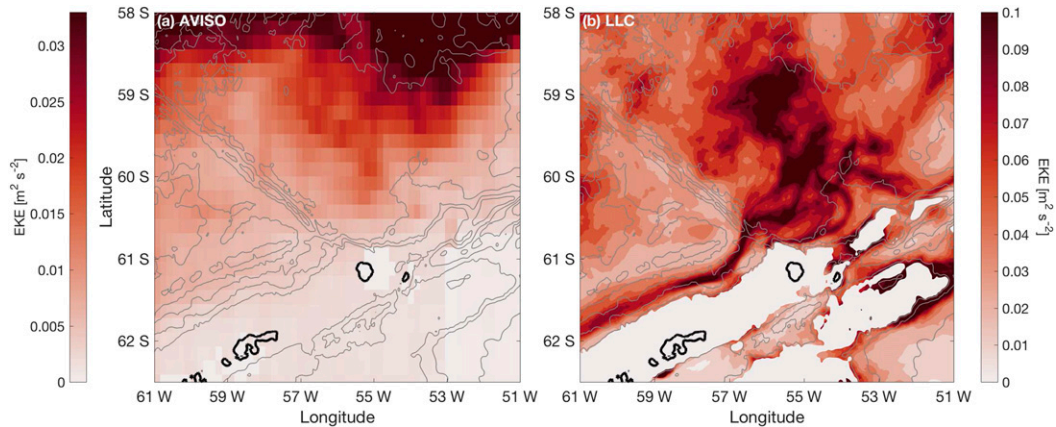 (a) AVISO
(b) LLC
EKE [m² s⁻²]
0.03
0.025
0.02
0.015
0.01
0.005
0
Latitude
58 S
59 S
60 S
61 S
62 S
61 W
59 W
57 W
55 W
53 W
51 W
Longitude
58 S
59 S
60 S
61 S
62 S
61 W
59 W
57 W
55 W
53 W
51 W
Longitude
0.1
0.09
0.08
0.07
0.06
0.05
0.04
0.03
0.02
0.01
0
EKE [m² s⁻²]